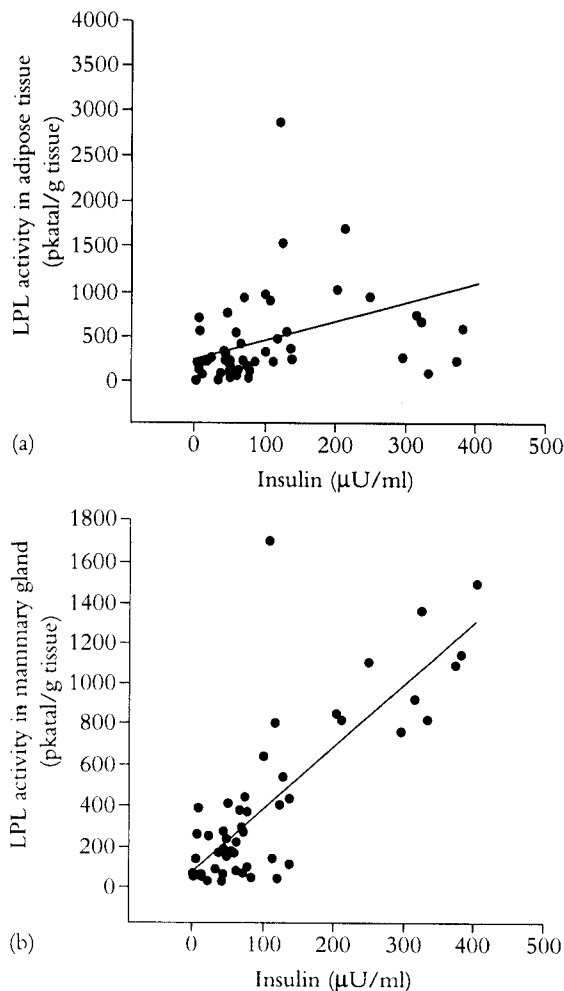 LPL activity in adipose tissue
(pkatal/g tissue)
4000
3500
3000
2500
2000
1500
1000
500
0
0 100 200 300 400 500
(a)
Insulin (μU/ml)
LPL activity in mammary gland
(pkatal/g tissue)
1800
1600
1400
1200
1000
800
600
400
200
0
0 100 200 300 400 500
(b)
Insulin (μU/ml)